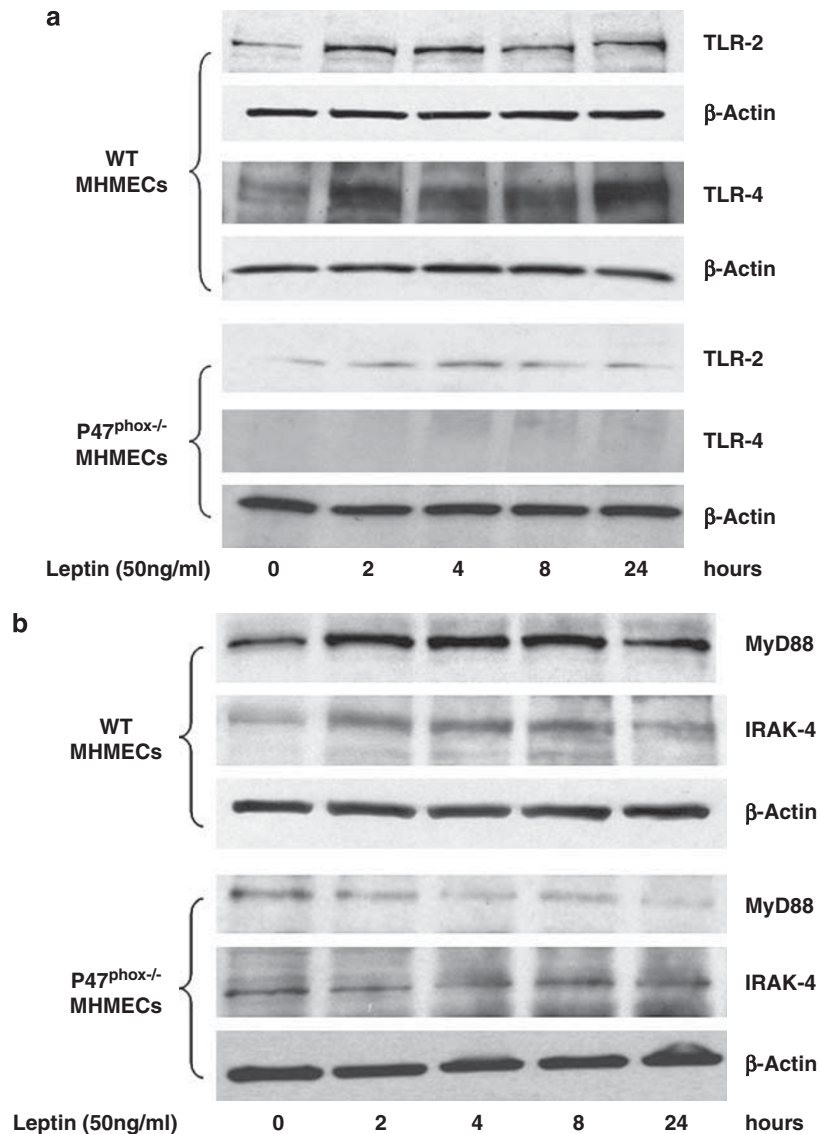 a
TLR-2
β-Actin
WT
MHMECs
TLR-4
β-Actin
TLR-2
P47phox-/-
MHMECs
TLR-4
β-Actin
Leptin (50ng/ml) 0 2 4 8 24 hours
b
MyD88
WT
MHMECs
IRAK-4
β-Actin
MyD88
P47phox-/-
MHMECs
IRAK-4
β-Actin
Leptin (50ng/ml) 0 2 4 8 24 hours